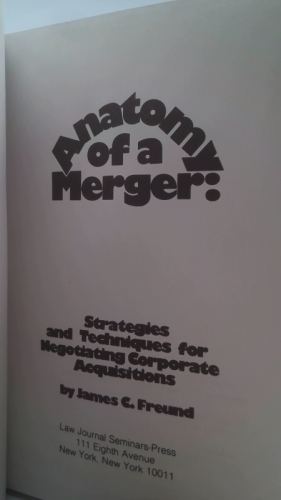 Anatomy
of a
Merger:
Strategies
and Techniques for
Negotiating Corporate
Acquisitions
by James C. Freund
Law Journal Seminars-Press
111 Eighth Avenue
New York, New York 10011